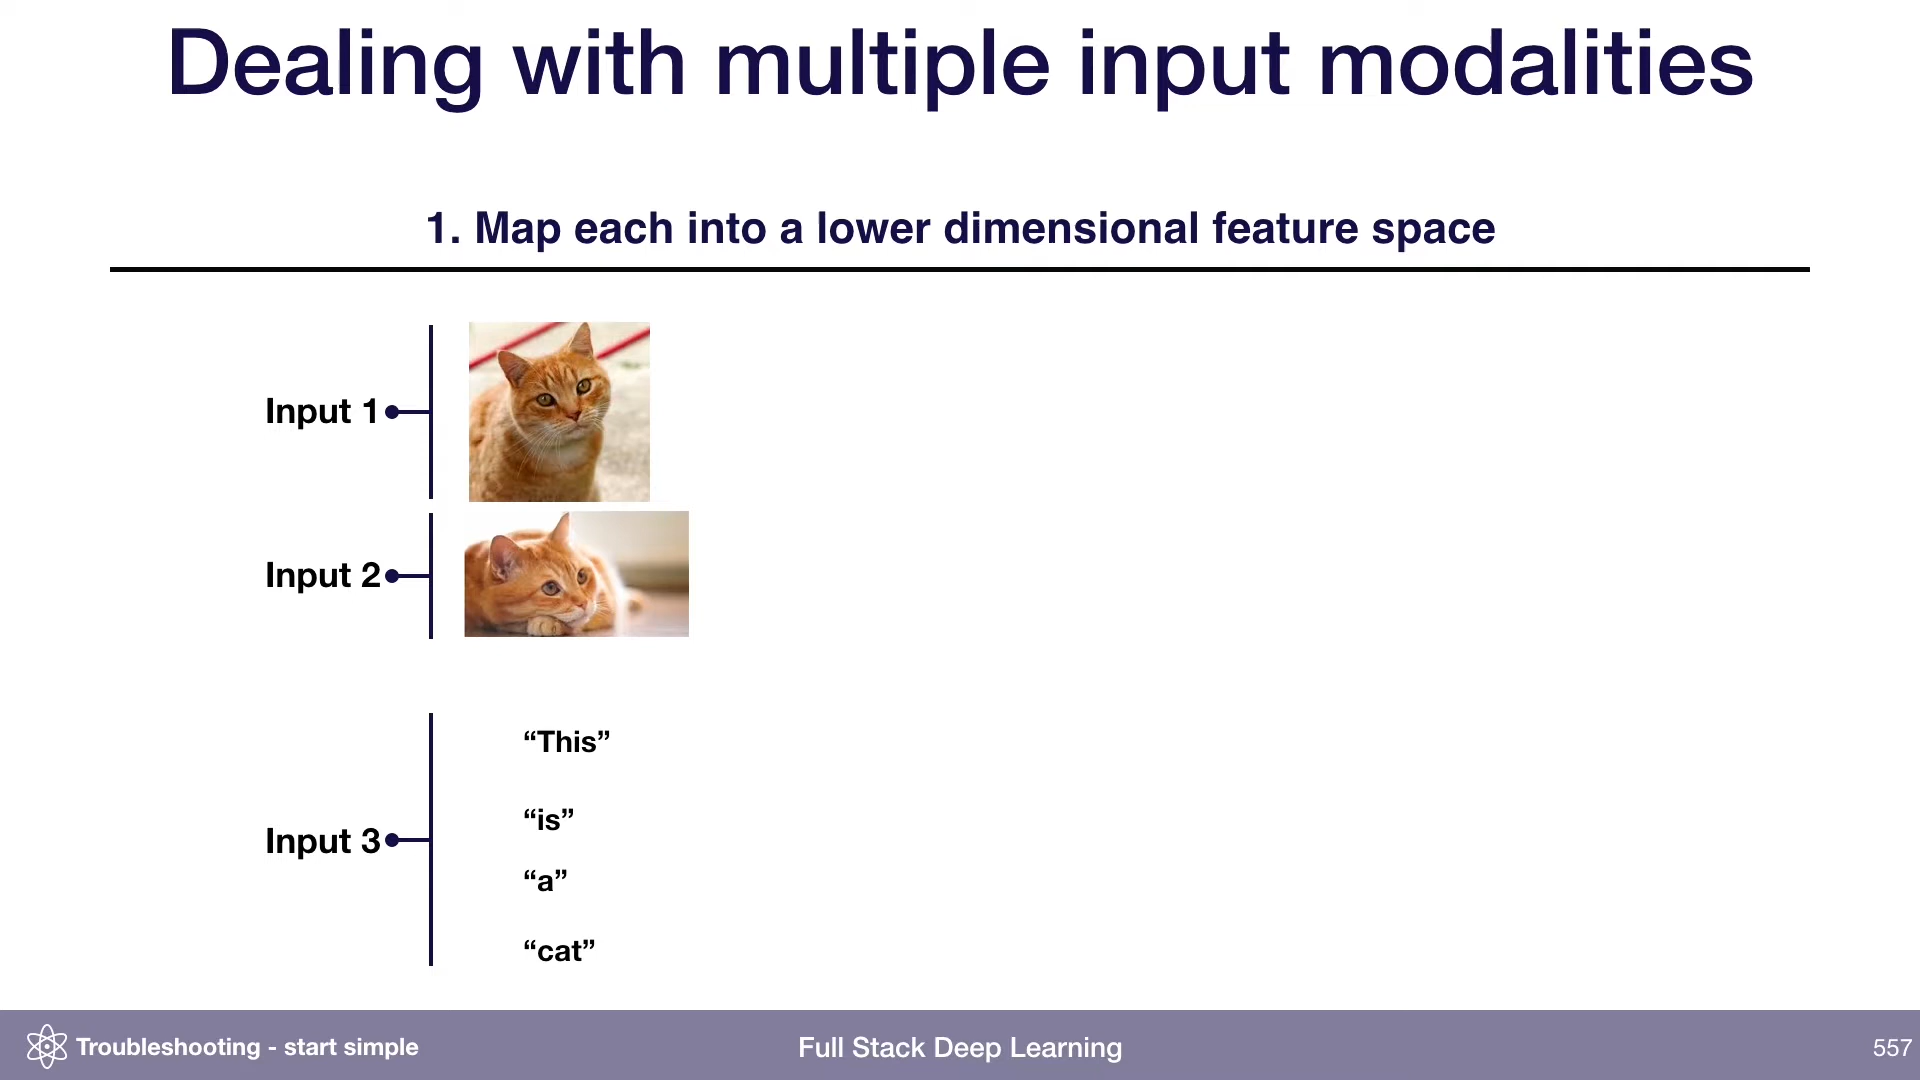 Dealing with multiple input modalities
1. Map each into a lower dimensional feature space
Input 1
Input 2
Input 3
“This”
“is”
“a”
“cat”
Troubleshooting - start simple
Full Stack Deep Learning
557